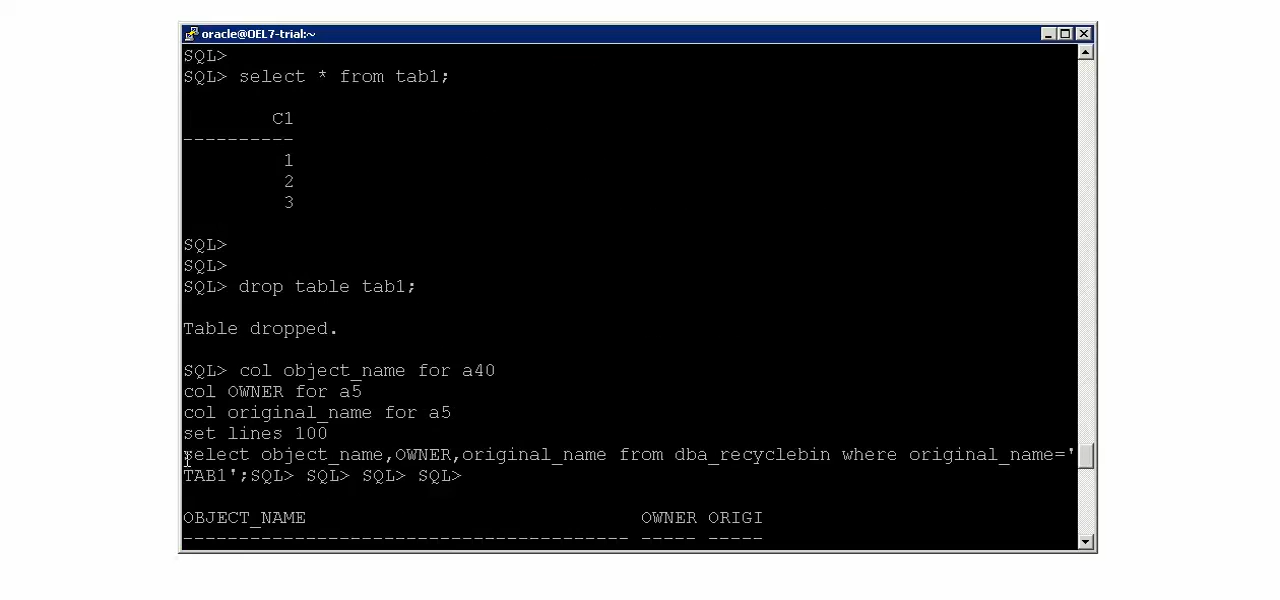 oracle@OEL7-trial:~
SQL>
SQL> select * from tab1;
C1
----------
1
2
3
SQL>
SQL>
SQL> drop table tab1;
Table dropped.
SQL> col object_name for a40
col OWNER for a5
col original_name for a5
set lines 100
select object_name,OWNER,original_name from dba_recyclebin where original_name='
TAB1';SQL> SQL> SQL> SQL>
OBJECT_NAME OWNER ORIGI
---------------------------------------- ----- -----